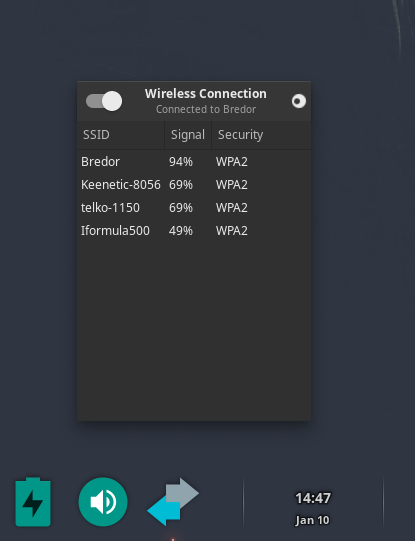 Wireless Connection
Connected to Bredor
SSID Signal Security
Bredor 94% WPA2
Keenetic-8056 69% WPA2
telko-1150 69% WPA2
Iformula500 49% WPA2
14:47
Jan 10